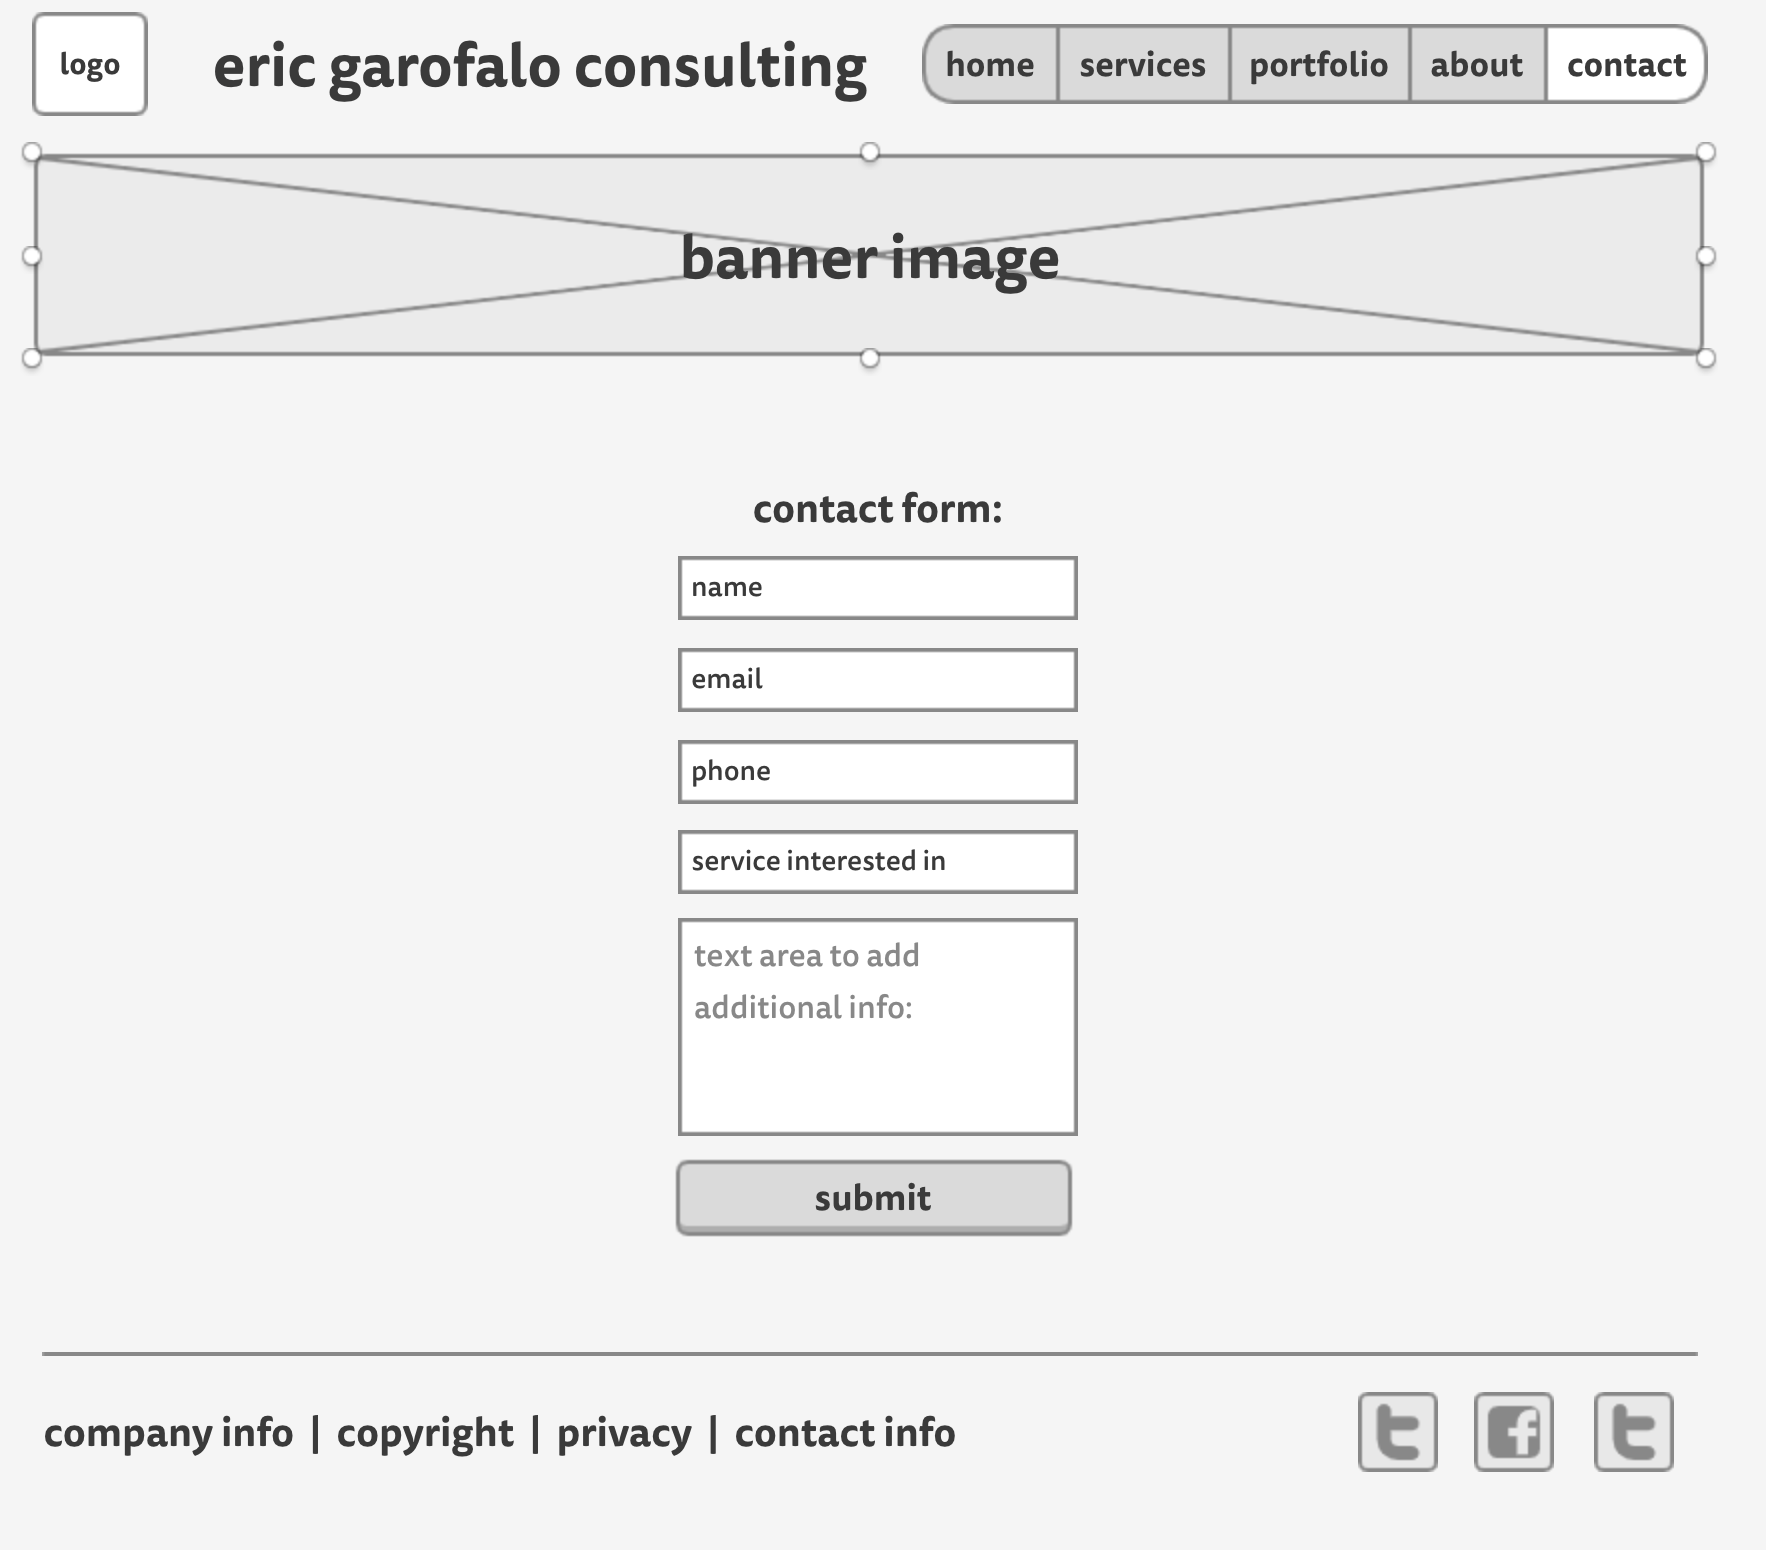 logo
eric garofalo consulting
home services portfolio about contact
banner image
contact form:
name
email
phone
service interested in
text area to add
additional info:
submit
company info | copyright | privacy | contact info